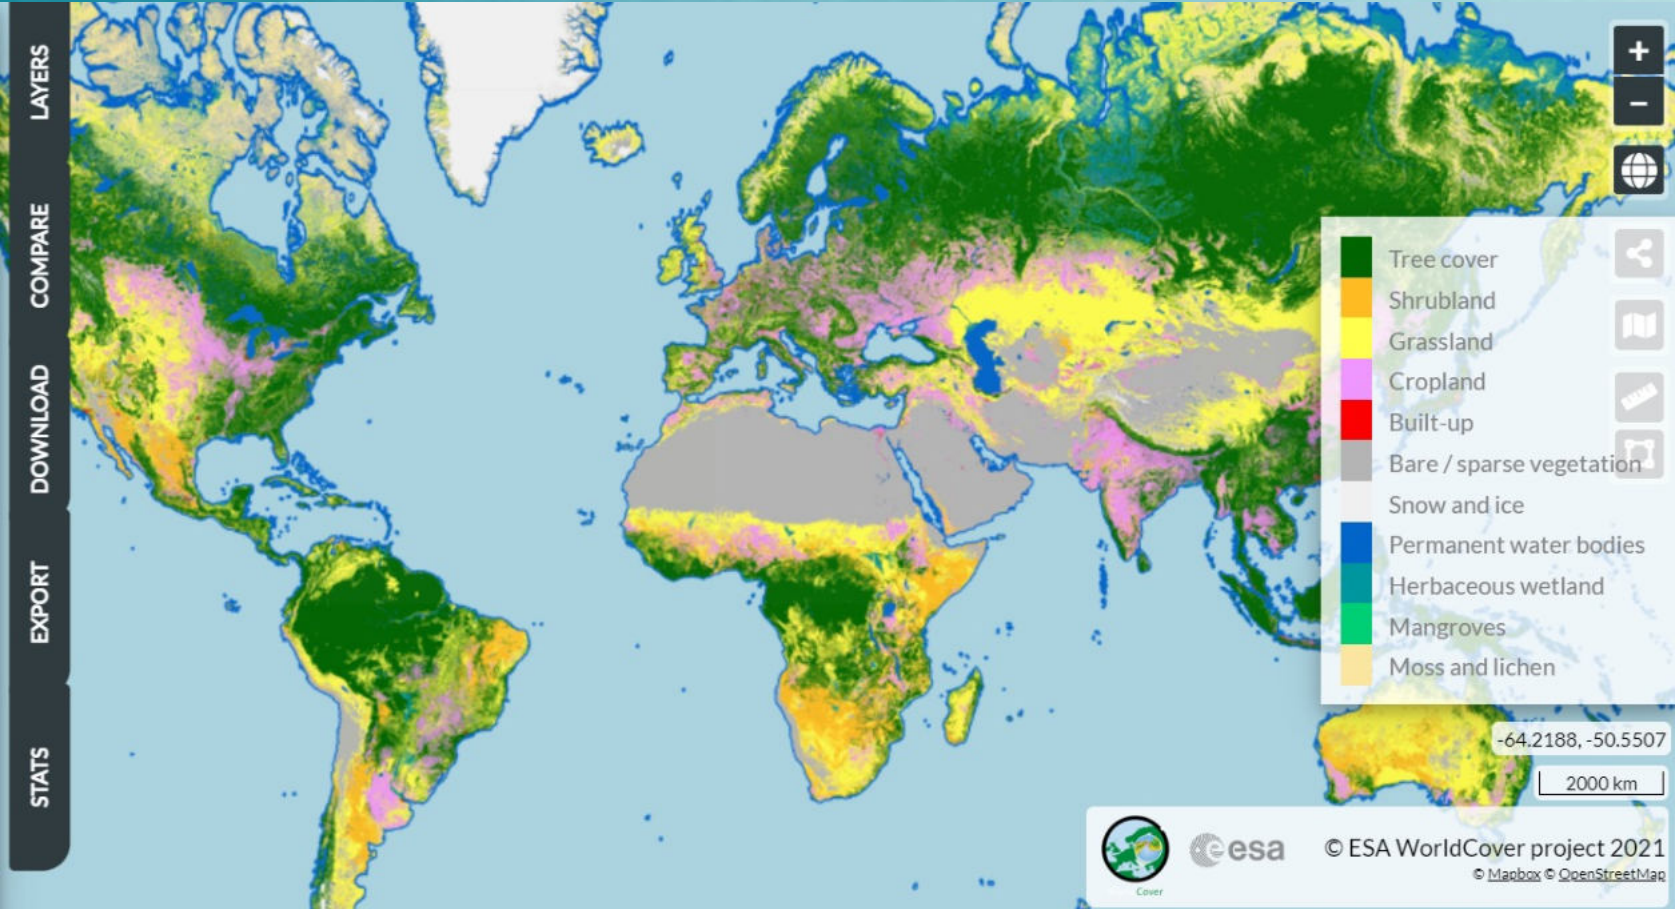 LAYERS
COMPARE
DOWNLOAD
EXPORT
STATS
+
−
Tree cover
Shrubland
Grassland
Cropland
Built-up
Bare / sparse vegetation
Snow and ice
Permanent water bodies
Herbaceous wetland
Mangroves
Moss and lichen
-64.2188, -50.5507
2000 km
Cover
esa
© ESA WorldCover project 2021
© Mapbox © OpenStreetMap